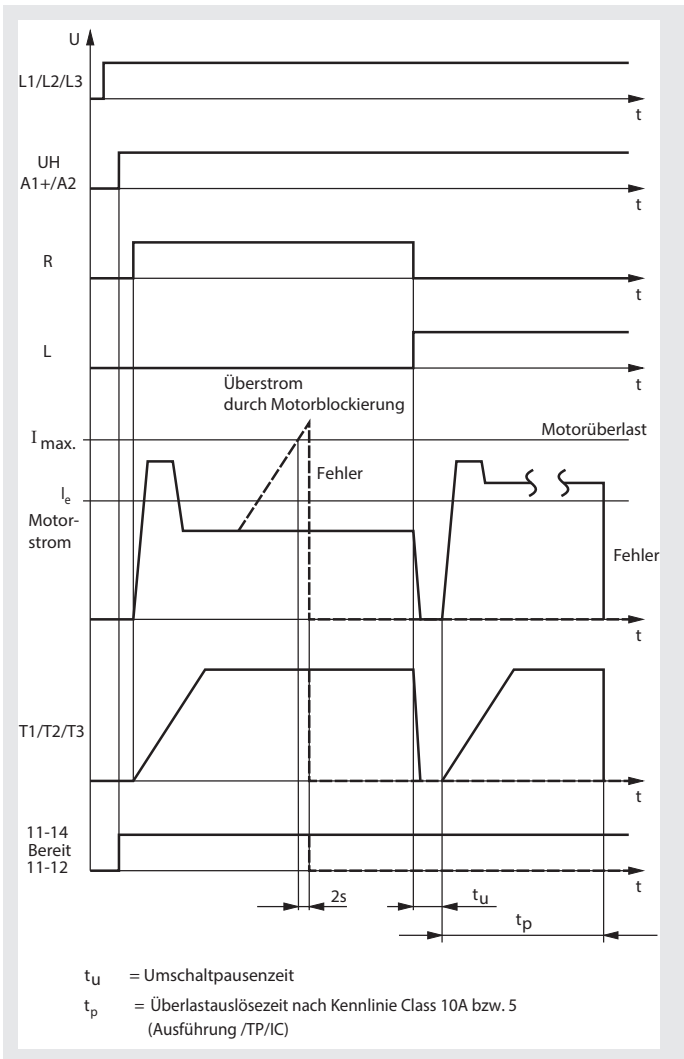 U
L1/L2/L3
t
UH
A1+/A2
t
R
t
L
t
Überstrom
durch Motorblockierung
I max.
Motorüberlast
Fehler
Ie
Motor-
strom
Fehler
t
T1/T2/T3
t
11-14
Bereit
11-12
t
2s
tu
tp
tu = Umschaltpausenzeit
tp = Überlastauslösezeit nach Kennlinie Class 10A bzw. 5
(Ausführung /TP/IC)